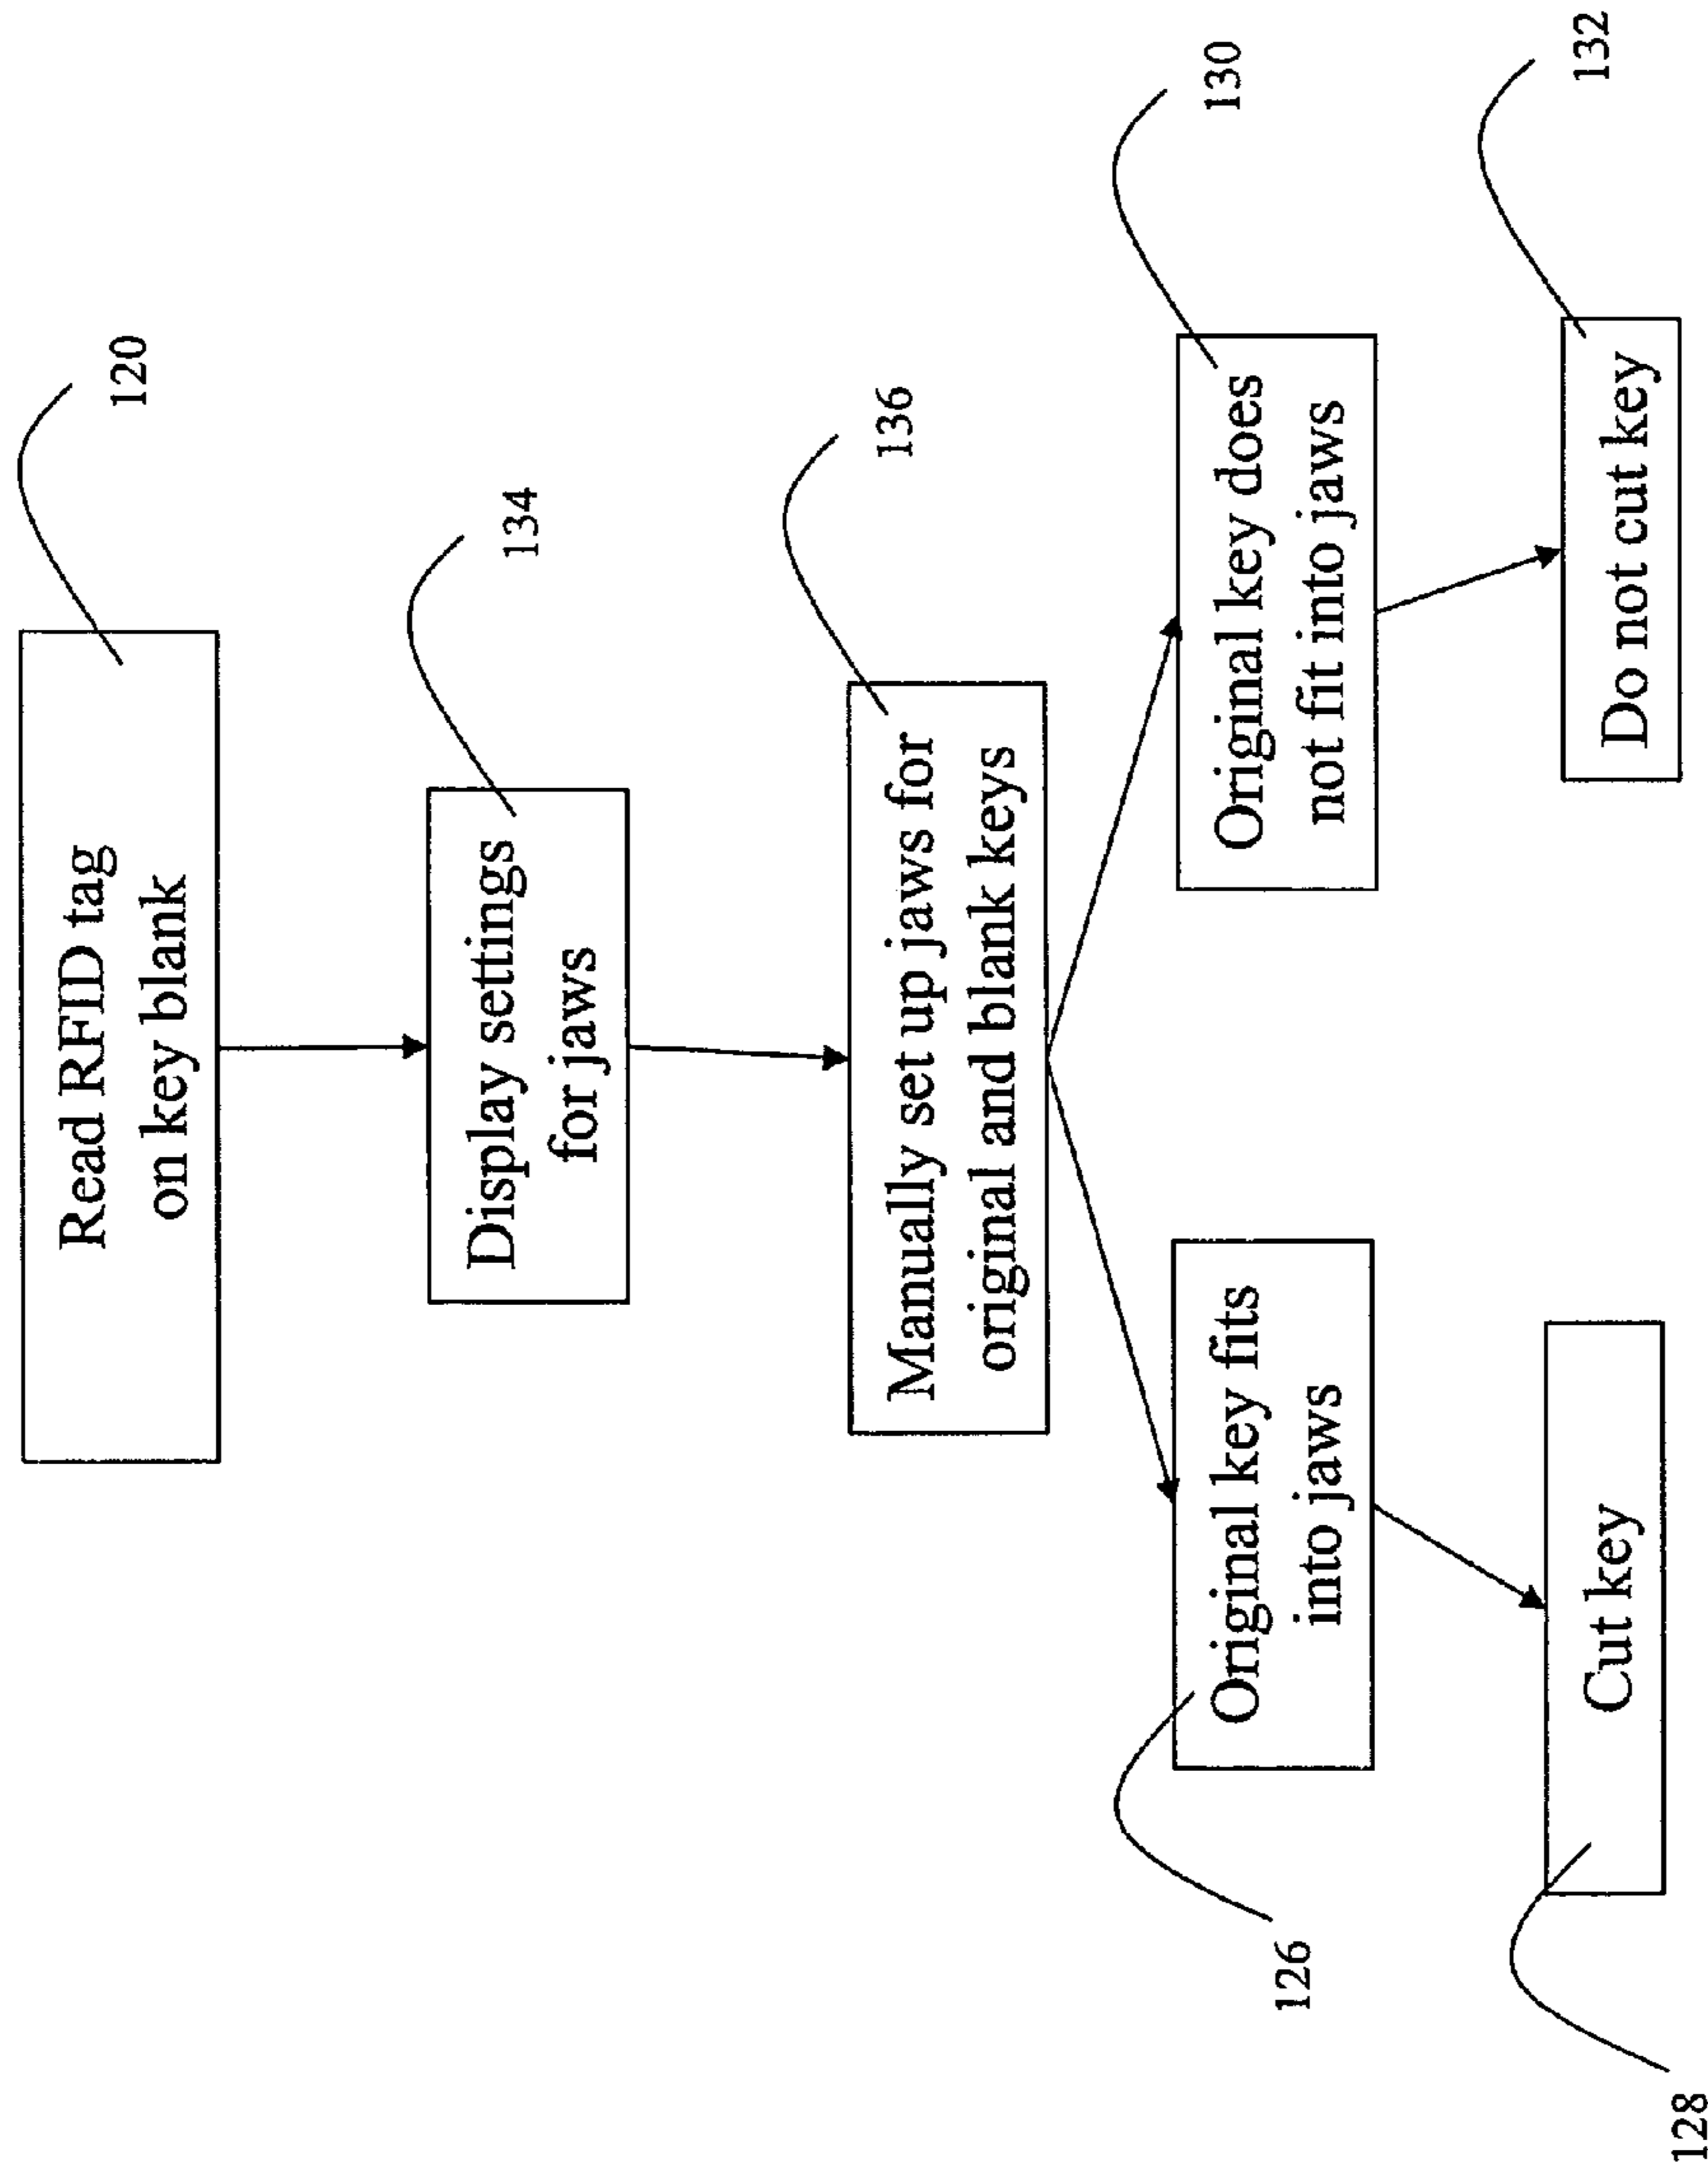 120
Read RFID tag
on key blank
134
Display settings
for jaws
136
Manually set up jaws for
original and blank keys
126
Original key fits
into jaws
130
Original key does
not fit into jaws
128
Cut key
132
Do not cut key